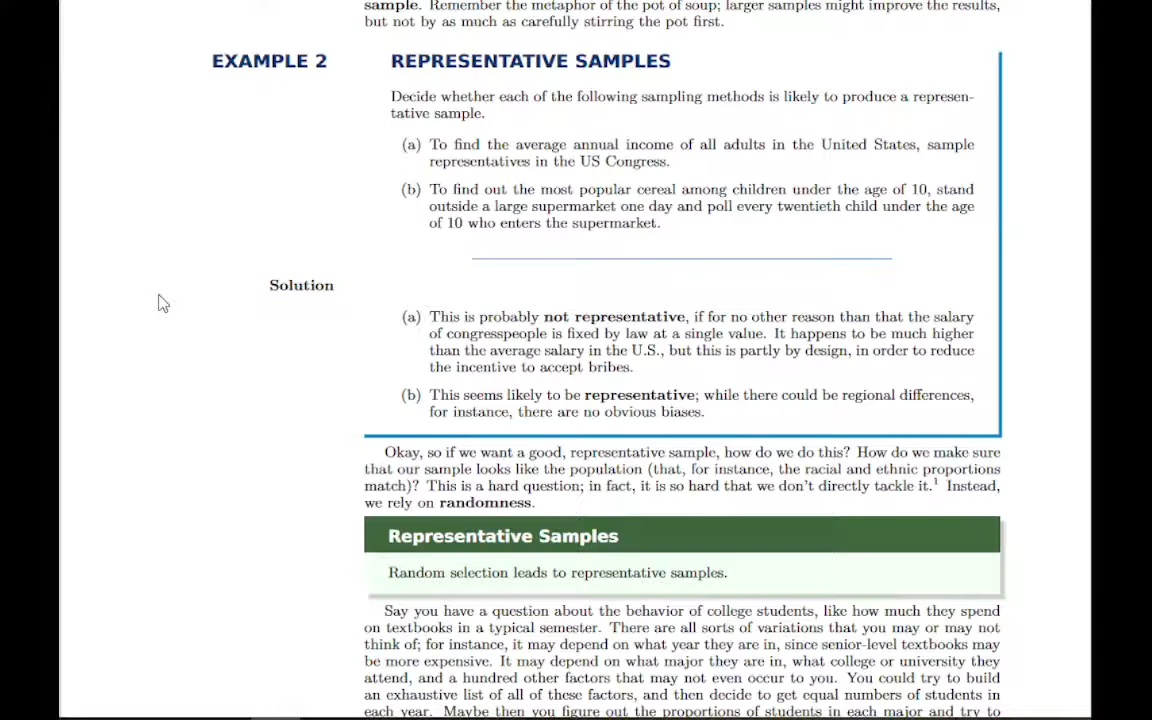 sample. Remember the metaphor of the pot of soup; larger samples might improve the results,
but not by as much as carefully stirring the pot first.
EXAMPLE 2
REPRESENTATIVE SAMPLES
Decide whether each of the following sampling methods is likely to produce a represen-
tative sample.
(a) To find the average annual income of all adults in the United States, sample
representatives in the US Congress.
(b) To find out the most popular cereal among children under the age of 10, stand
outside a large supermarket one day and poll every twentieth child under the age
of 10 who enters the supermarket.
Solution
(a) This is probably not representative, if for no other reason than that the salary
of congresspeople is fixed by law at a single value. It happens to be much higher
than the average salary in the U.S., but this is partly by design, in order to reduce
the incentive to accept bribes.
(b) This seems likely to be representative; while there could be regional differences,
for instance, there are no obvious biases.
Okay, so if we want a good, representative sample, how do we do this? How do we make sure
that our sample looks like the population (that, for instance, the racial and ethnic proportions
match)? This is a hard question; in fact, it is so hard that we don't directly tackle it.¹ Instead,
we rely on randomness.
Representative Samples
Random selection leads to representative samples.
Say you have a question about the behavior of college students, like how much they spend
on textbooks in a typical semester. There are all sorts of variations that you may or may not
think of; for instance, it may depend on what year they are in, since senior-level textbooks may
be more expensive. It may depend on what major they are in, what college or university they
attend, and a hundred other factors that may not even occur to you. You could try to build
an exhaustive list of all of these factors, and then decide to get equal numbers of students in
each year. Maybe then you figure out the proportions of students in each major and try to